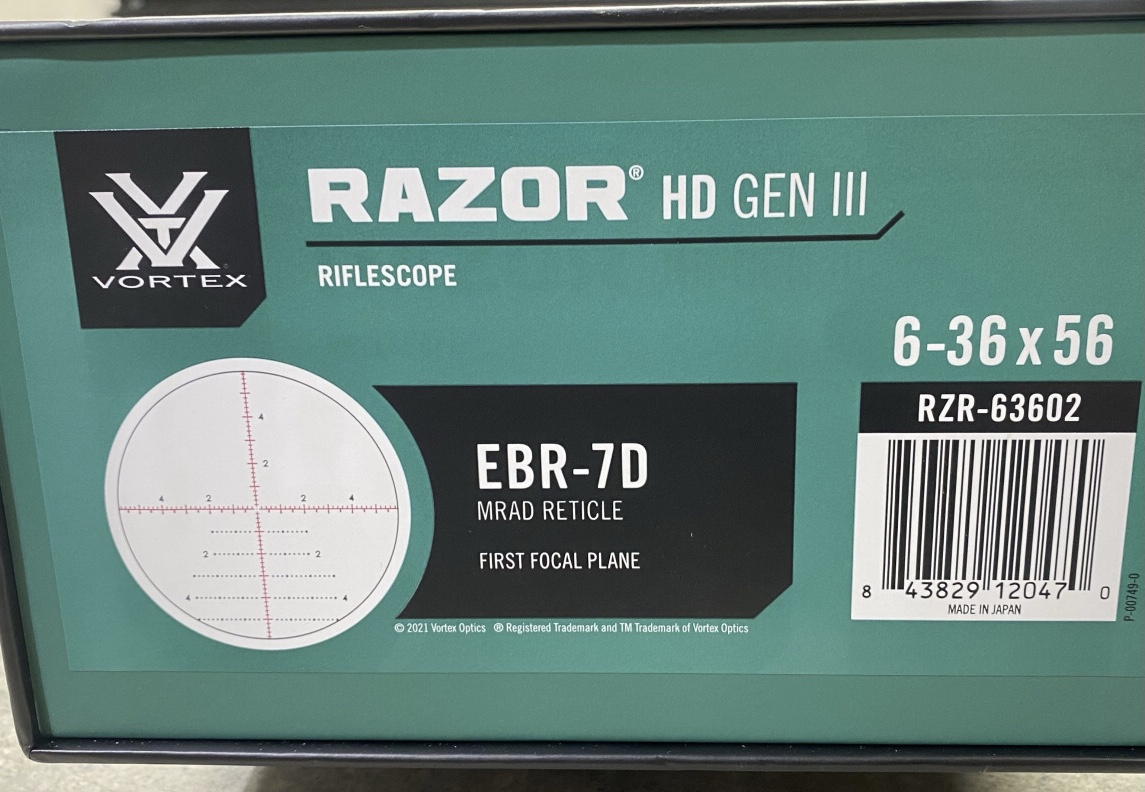 RAZOR® HD GEN III
VORTEX
RIFLESCOPE
6-36 x 56
RZR-63602
4
2
4 2 2 4
2 2
4 4
EBR-7D
MRAD RETICLE
FIRST FOCAL PLANE
8 43829 12047 0
MADE IN JAPAN
P-00749-0
© 2021 Vortex Optics ® Registered Trademark and TM Trademark of Vortex Optics